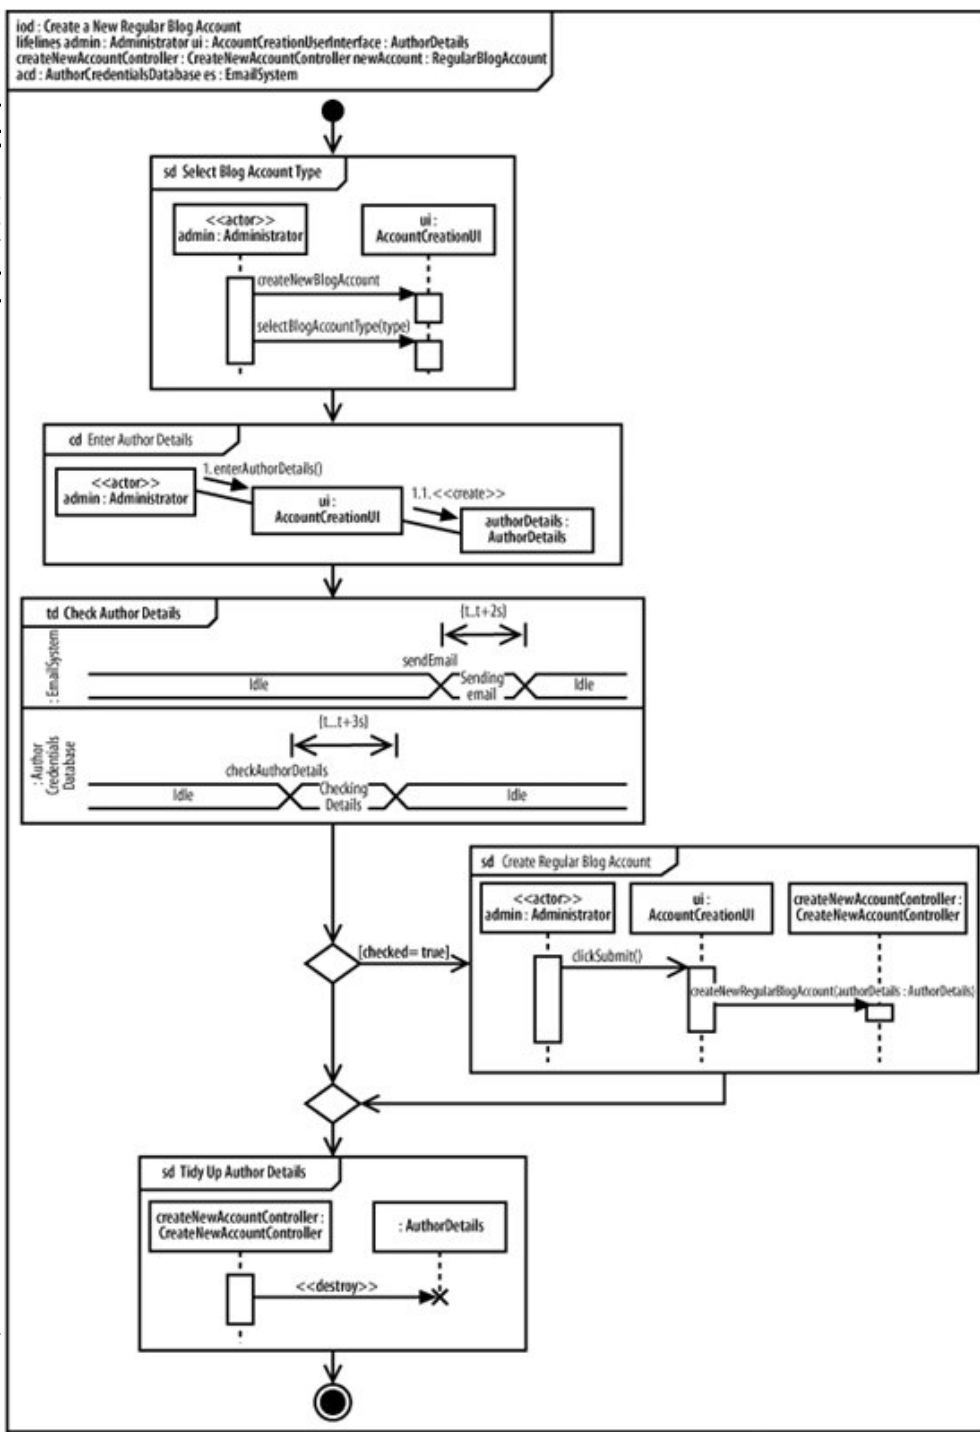 iod : Create a New Regular Blog Account
lifelines admin : Administrator ui : AccountCreationUserInterface : AuthorDetails
createNewAccountController : CreateNewAccountController newAccount : RegularBlogAccount
acd : AuthorCredentialsDatabase es : EmailSystem
sd Select Blog Account Type
<<actor>>
admin : Administrator
ui :
AccountCreationUI
createNewBlogAccount
selectBlogAccountType(type)
cd Enter Author Details
<<actor>>
admin : Administrator
1. enterAuthorDetails()
ui :
AccountCreationUI
1.1. <<create>>
authorDetails :
AuthorDetails
td Check Author Details
: EmailSystem
{t..t+2s}
sendEmail
Idle
Sending
email
Idle
: Author
Credentials
Database
{t...t+3s}
checkAuthorDetails
Idle
Checking
Details
Idle
[checked= true]
sd Create Regular Blog Account
<<actor>>
admin : Administrator
ui :
AccountCreationUI
createNewAccountController :
CreateNewAccountController
clickSubmit()
createNewRegularBlogAccount(authorDetails : AuthorDetails)
sd Tidy Up Author Details
createNewAccountController :
CreateNewAccountController
: AuthorDetails
<<destroy>>